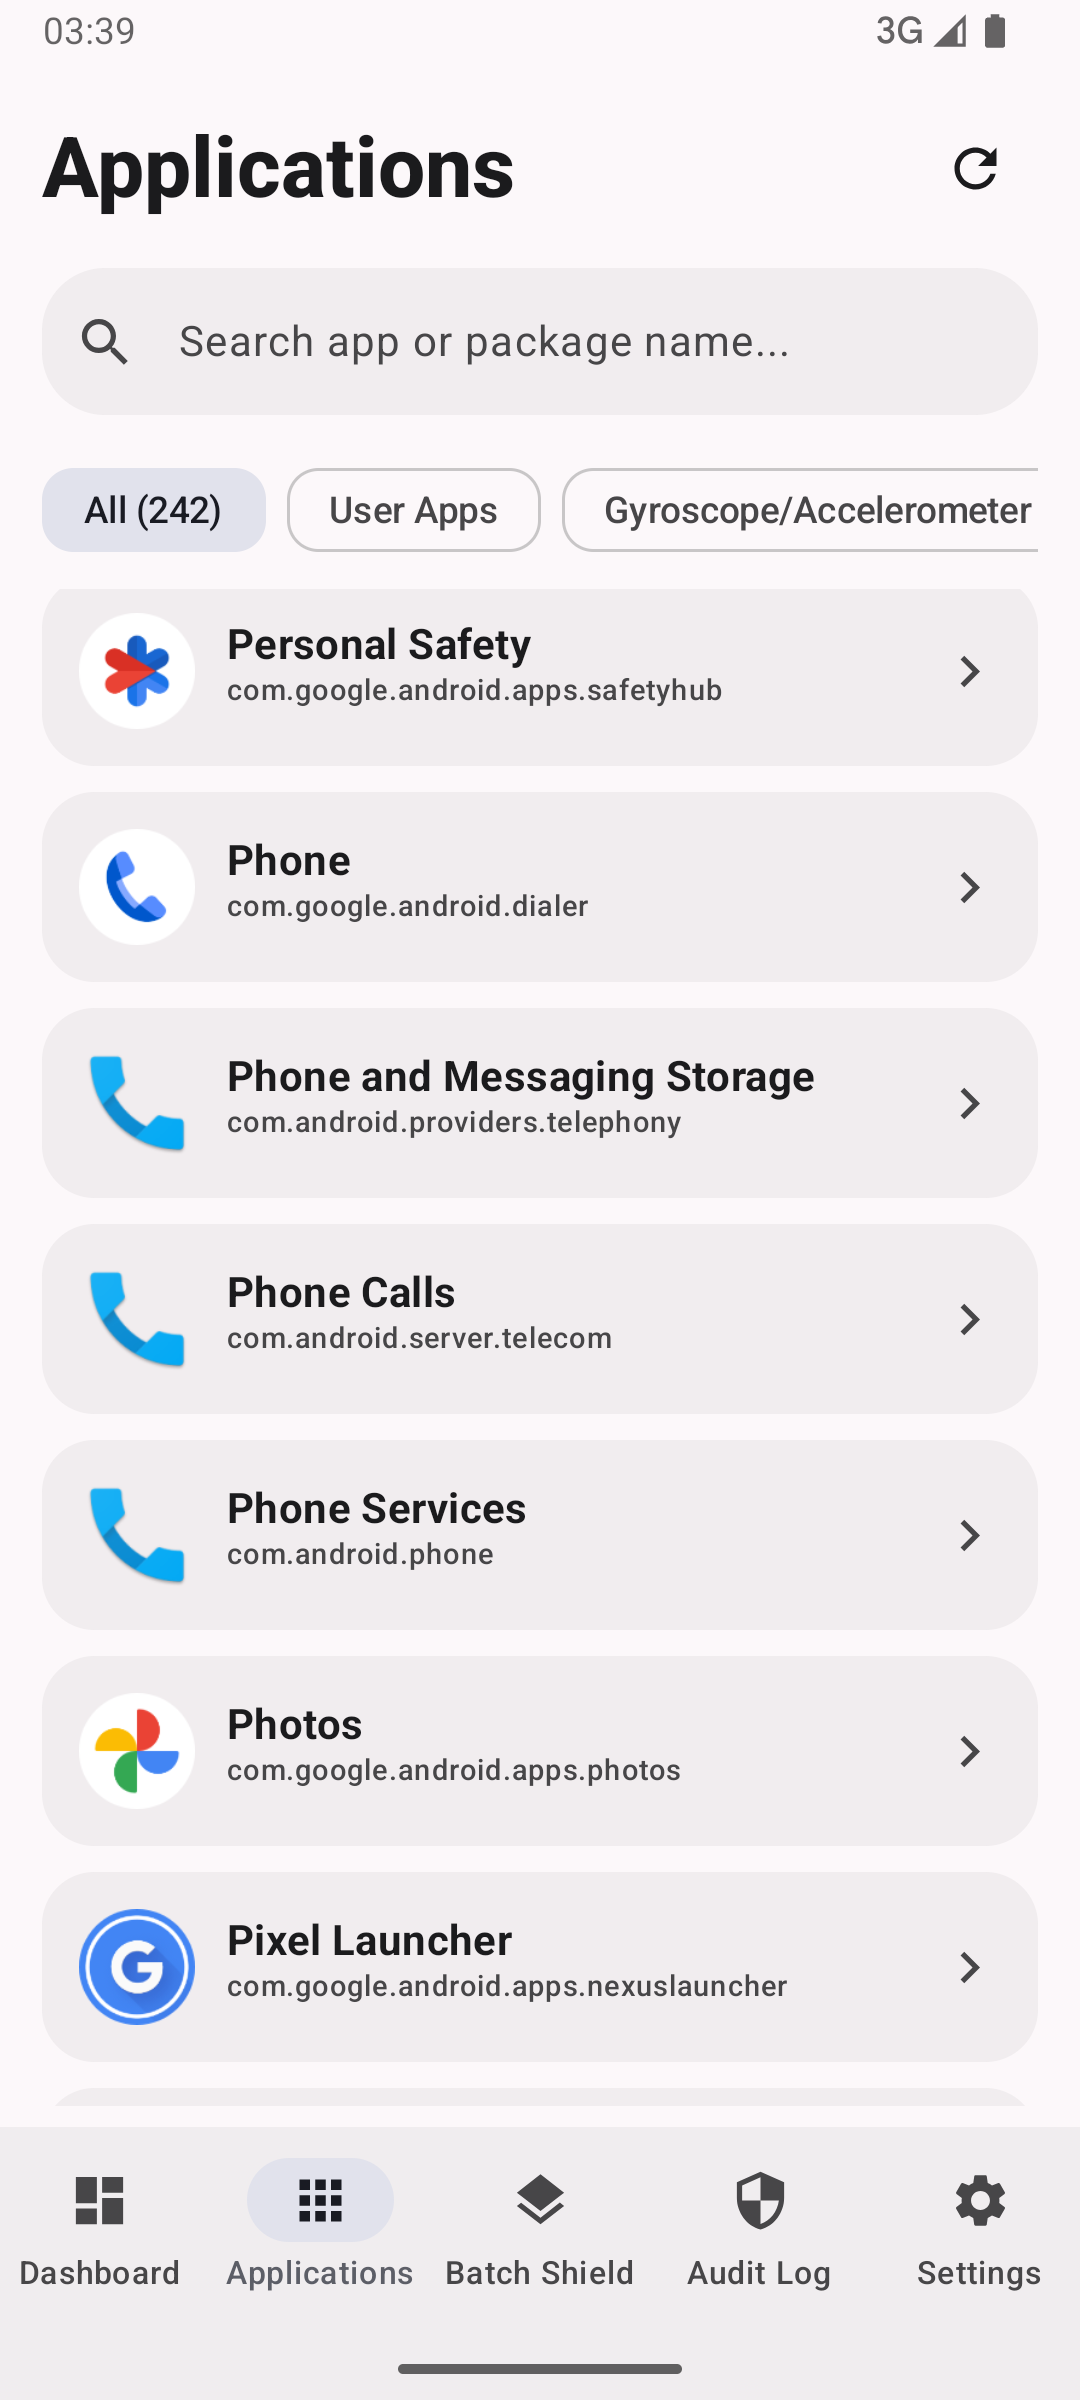 03:39
3G
Applications
Search app or package name...
All (242)
User Apps
Gyroscope/Accelerometer
Personal Safety
com.google.android.apps.safetyhub
Phone
com.google.android.dialer
Phone and Messaging Storage
com.android.providers.telephony
Phone Calls
com.android.server.telecom
Phone Services
com.android.phone
Photos
com.google.android.apps.photos
Pixel Launcher
com.google.android.apps.nexuslauncher
Dashboard
Applications
Batch Shield
Audit Log
Settings